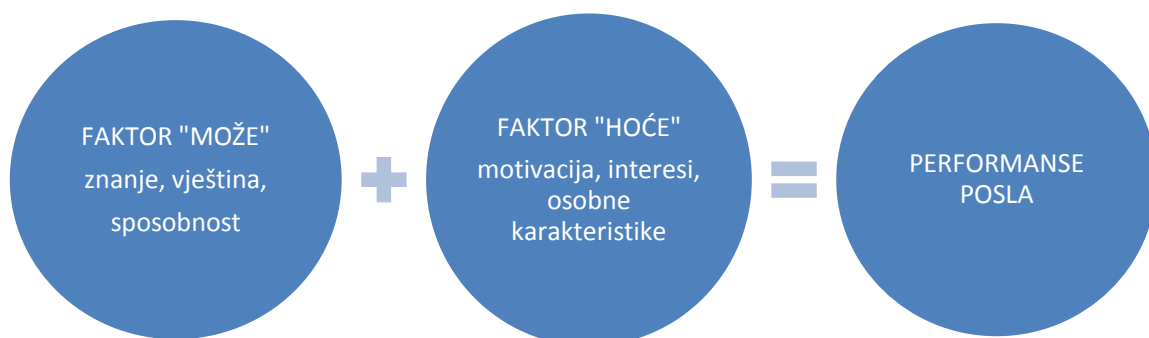 FAKTOR "MOŽE"
znanje, vještina,
sposobnost
FAKTOR "HOĆE"
motivacija, interesi,
osobne
karakteristike
PERFORMANSE
POSLA